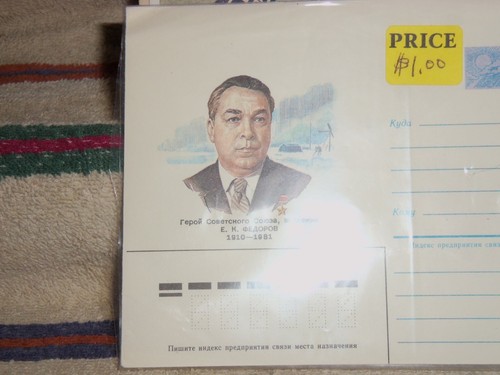 PRICE
$1.00
Куда
Герой Советского Союза,
Е. К. ФЕДОРОВ
1910—1981
Кому
Индекс предприятия связи
Пишите индекс предприятия связи места назначения